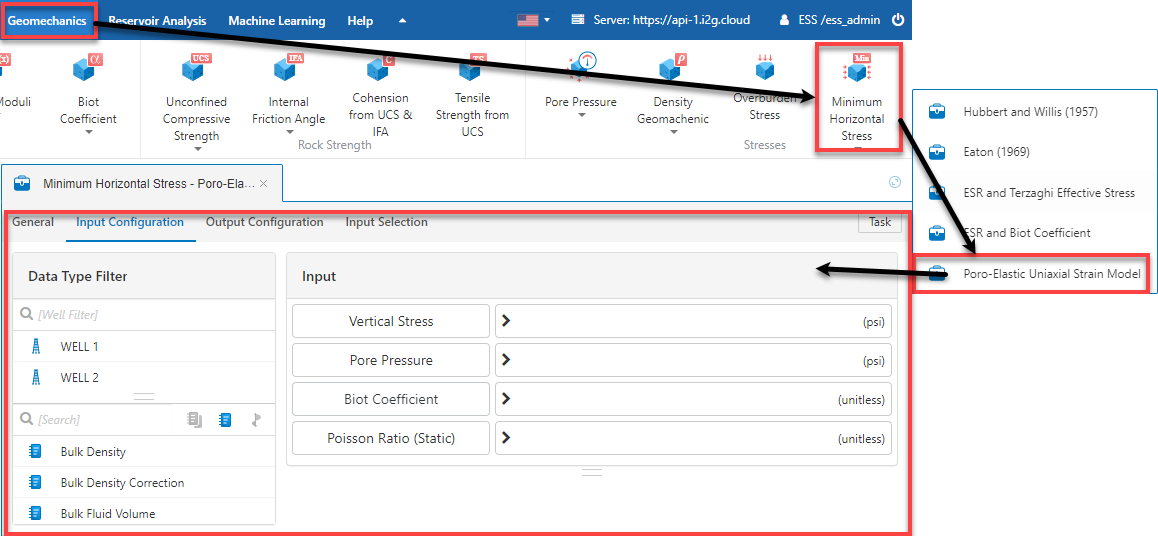 Geomechanics Reservoir Analysis Machine Learning Help Server: https://api-1.i2g.cloud ESS /ess_admin
UCS IFA C TS ρ Min
α
Moduli
Biot
Coefficient
Unconfined
Compressive
Strength
Internal
Friction Angle
Cohension
from UCS &
IFA
Tensile
Strength from
UCS
Rock Strength
Pore Pressure
Density
Geomachenic
Overburden
Stress
Minimum
Horizontal
Stress
Stresses
Hubbert and Willis (1957)
Eaton (1969)
ESR and Terzaghi Effective Stress
ESR and Biot Coefficient
Poro-Elastic Uniaxial Strain Model
Minimum Horizontal Stress - Poro-Ela...
General Input Configuration Output Configuration Input Selection Task
Data Type Filter
[Well Filter]
WELL 1
WELL 2
[Search]
Bulk Density
Bulk Density Correction
Bulk Fluid Volume
Input
Vertical Stress (psi)
Pore Pressure (psi)
Biot Coefficient (unitless)
Poisson Ratio (Static) (unitless)